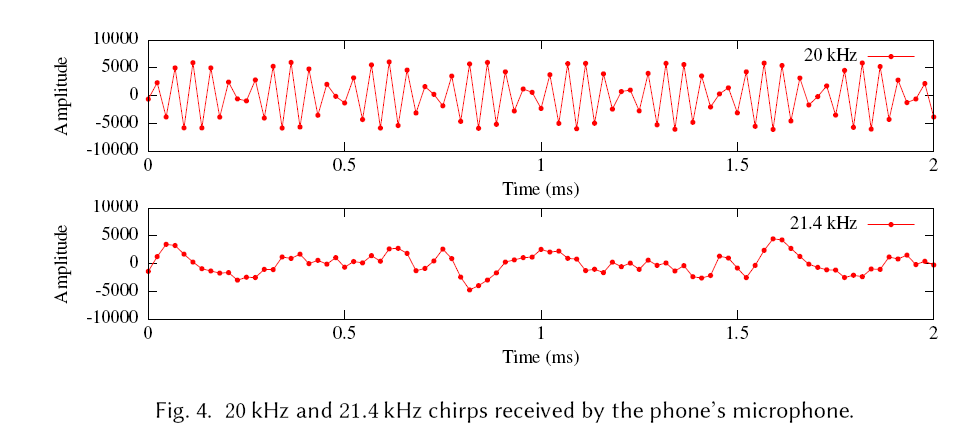 10000
5000
0
-5000
-10000
Amplitude
20 kHz
0 0.5 1 1.5 2
Time (ms)
10000
5000
0
-5000
-10000
Amplitude
21.4 kHz
0 0.5 1 1.5 2
Time (ms)
Fig. 4. 20 kHz and 21.4 kHz chirps received by the phone's microphone.